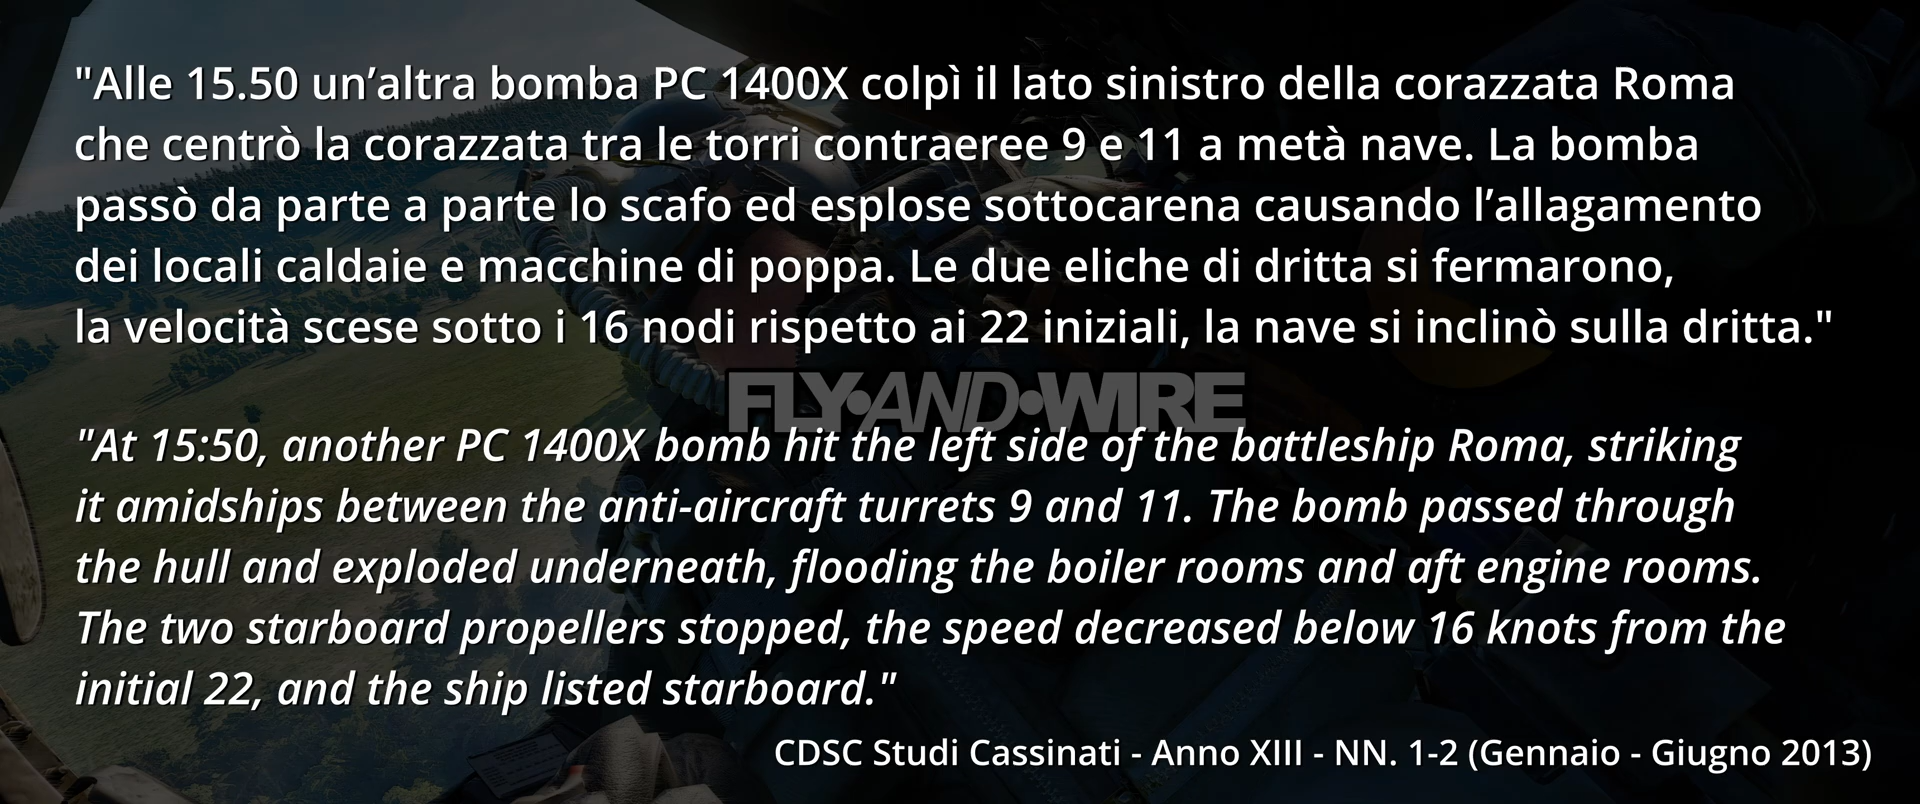 "Alle 15.50 un’altra bomba PC 1400X colpì il lato sinistro della corazzata Roma
che centrò la corazzata tra le torri contraeree 9 e 11 a metà nave. La bomba
passò da parte a parte lo scafo ed esplose sottocarena causando l’allagamento
dei locali caldaie e macchine di poppa. Le due eliche di dritta si fermarono,
la velocità scese sotto i 16 nodi rispetto ai 22 iniziali, la nave si inclinò sulla dritta."
FLY•AND•WIRE
"At 15:50, another PC 1400X bomb hit the left side of the battleship Roma, striking
it amidships between the anti-aircraft turrets 9 and 11. The bomb passed through
the hull and exploded underneath, flooding the boiler rooms and aft engine rooms.
The two starboard propellers stopped, the speed decreased below 16 knots from the
initial 22, and the ship listed starboard."
CDSC Studi Cassinati - Anno XIII - NN. 1-2 (Gennaio - Giugno 2013)